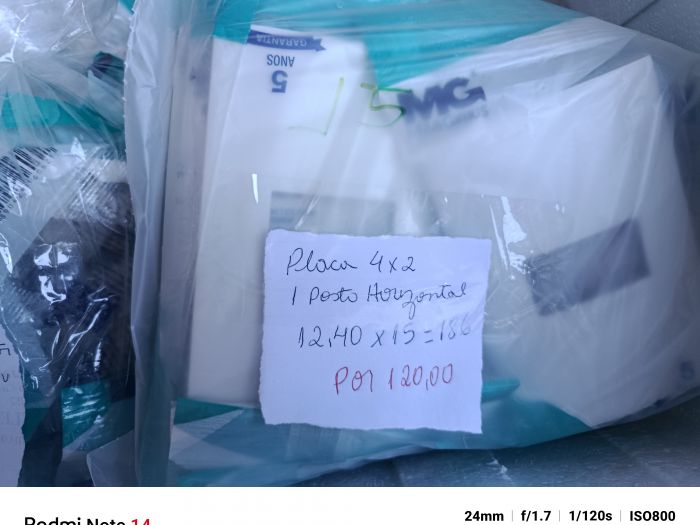 GARANTIA
ANOS
5
15
MG
Placa 4x2
1 Posto Horizontal
12,40 x 15 = 186
Por 120,00
Redmi Note 14
24mm | f/1.7 | 1/120s | ISO800